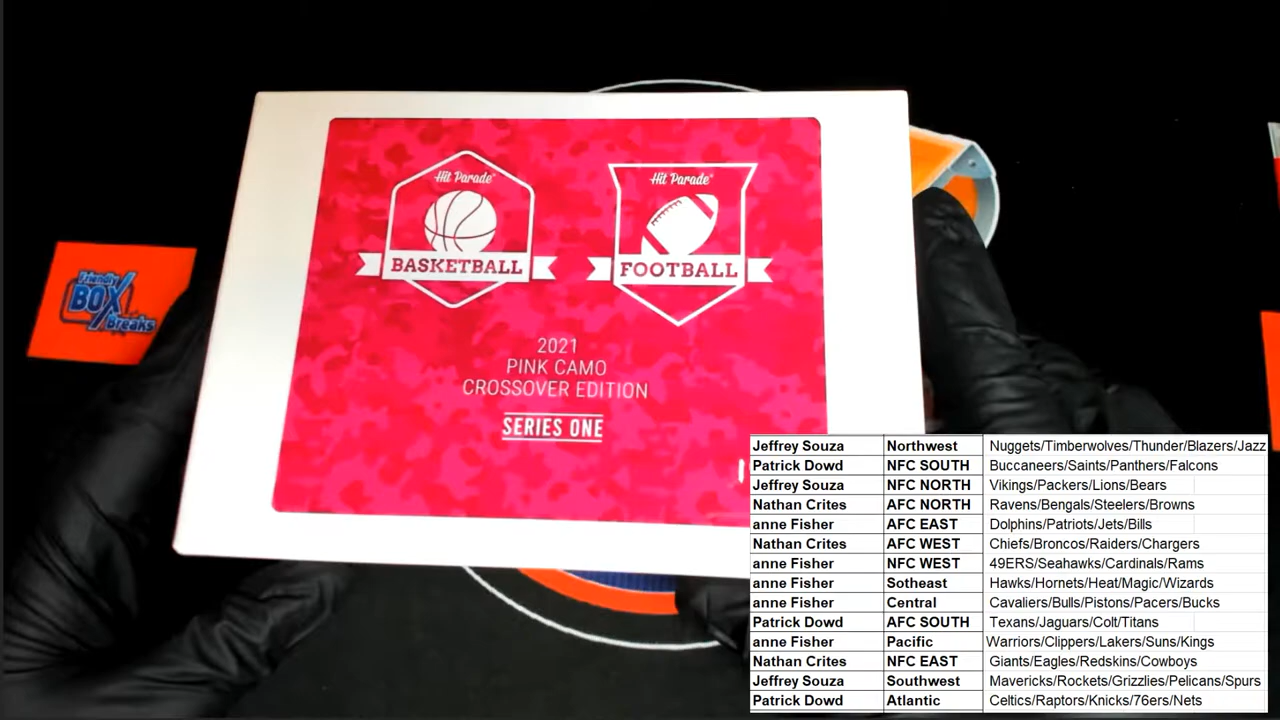 Hit Parade®
Hit Parade®
BASKETBALL
FOOTBALL
2021
PINK CAMO
CROSSOVER EDITION
SERIES ONE
Friendly
BOX
Breaks
Jeffrey Souza Northwest Nuggets/Timberwolves/Thunder/Blazers/Jazz
Patrick Dowd NFC SOUTH Buccaneers/Saints/Panthers/Falcons
Jeffrey Souza NFC NORTH Vikings/Packers/Lions/Bears
Nathan Crites AFC NORTH Ravens/Bengals/Steelers/Browns
anne Fisher AFC EAST Dolphins/Patriots/Jets/Bills
Nathan Crites AFC WEST Chiefs/Broncos/Raiders/Chargers
anne Fisher NFC WEST 49ERS/Seahawks/Cardinals/Rams
anne Fisher Sotheast Hawks/Hornets/Heat/Magic/Wizards
anne Fisher Central Cavaliers/Bulls/Pistons/Pacers/Bucks
Patrick Dowd AFC SOUTH Texans/Jaguars/Colt/Titans
anne Fisher Pacific Warriors/Clippers/Lakers/Suns/Kings
Nathan Crites NFC EAST Giants/Eagles/Redskins/Cowboys
Jeffrey Souza Southwest Mavericks/Rockets/Grizzlies/Pelicans/Spurs
Patrick Dowd Atlantic Celtics/Raptors/Knicks/76ers/Nets